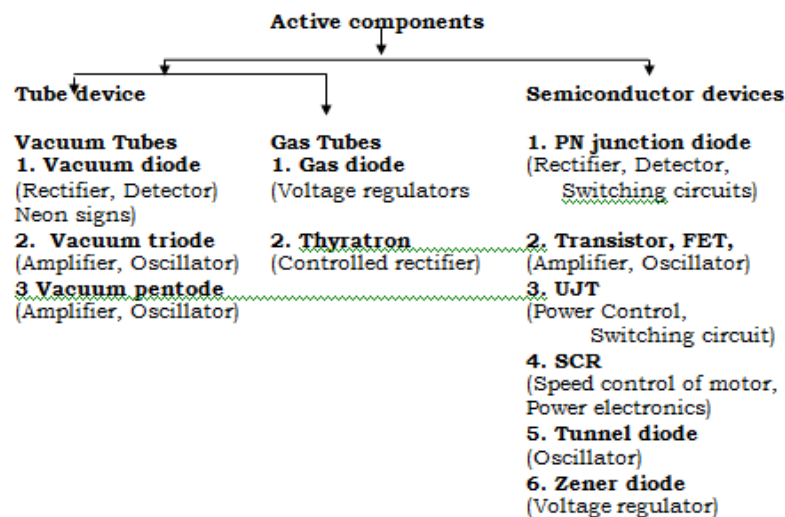 Active components
Tube device
Vacuum Tubes
1. Vacuum diode
(Rectifier, Detector)
Neon signs)
2. Vacuum triode
(Amplifier, Oscillator)
3 Vacuum pentode
(Amplifier, Oscillator)
Gas Tubes
1. Gas diode
(Voltage regulators
2. Thyratron
(Controlled rectifier)
Semiconductor devices
1. PN junction diode
(Rectifier, Detector,
Switching circuits)
2. Transistor, FET,
(Amplifier, Oscillator)
3. UJT
(Power Control,
Switching circuit)
4. SCR
(Speed control of motor,
Power electronics)
5. Tunnel diode
(Oscillator)
6. Zener diode
(Voltage regulator)